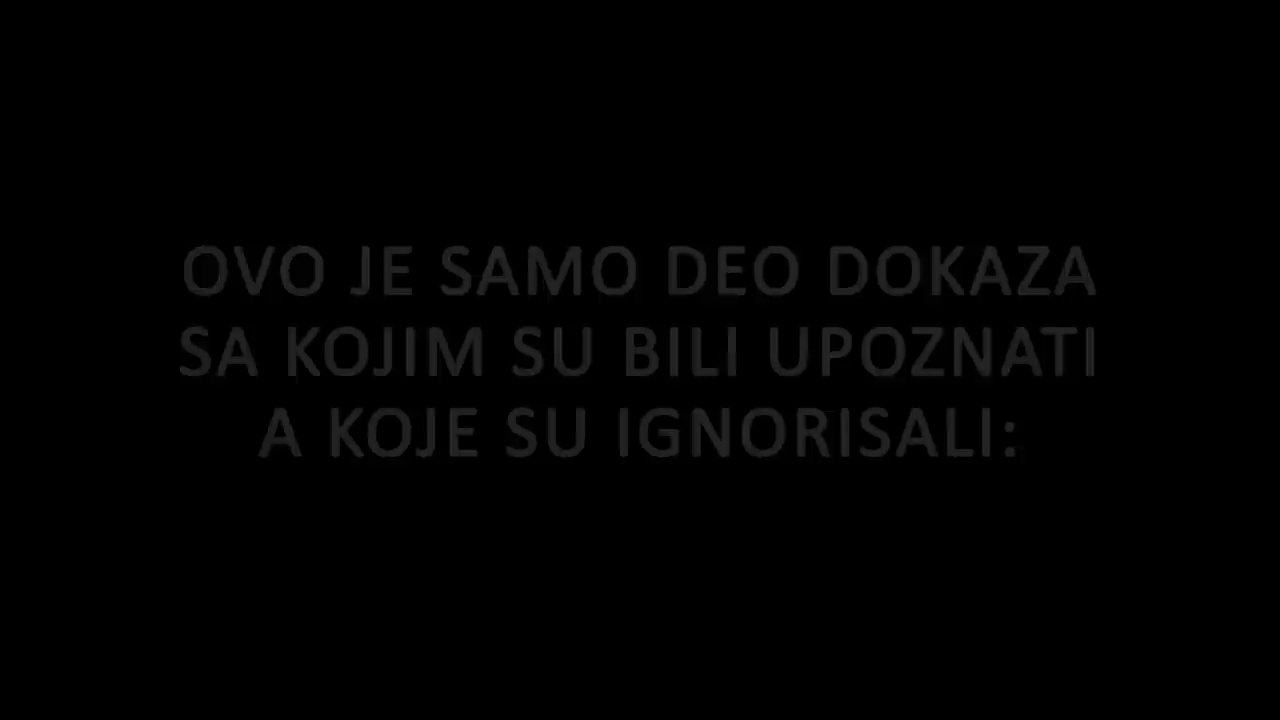 OVO JE SAMO DEO DOKAZA
SA KOJIM SU BILI UPOZNATI
A KOJE SU IGNORISALI: